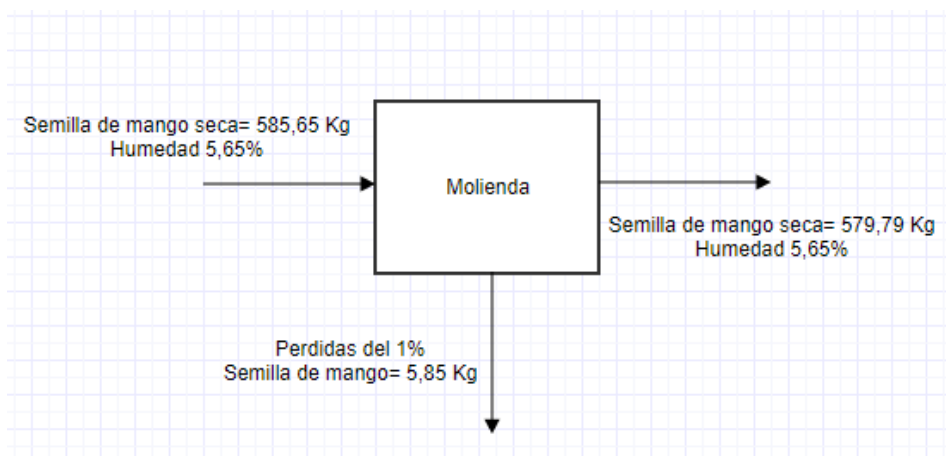 Semilla de mango seca= 585,65 Kg
Humedad 5,65%
Molienda
Semilla de mango seca= 579,79 Kg
Humedad 5,65%
Perdidas del 1%
Semilla de mango= 5,85 Kg